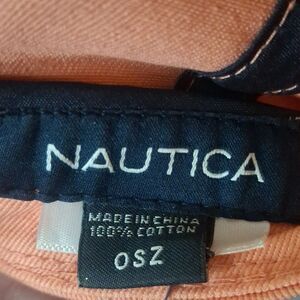 NAUTICA
MADE IN CHINA
100% COTTON
OSZ